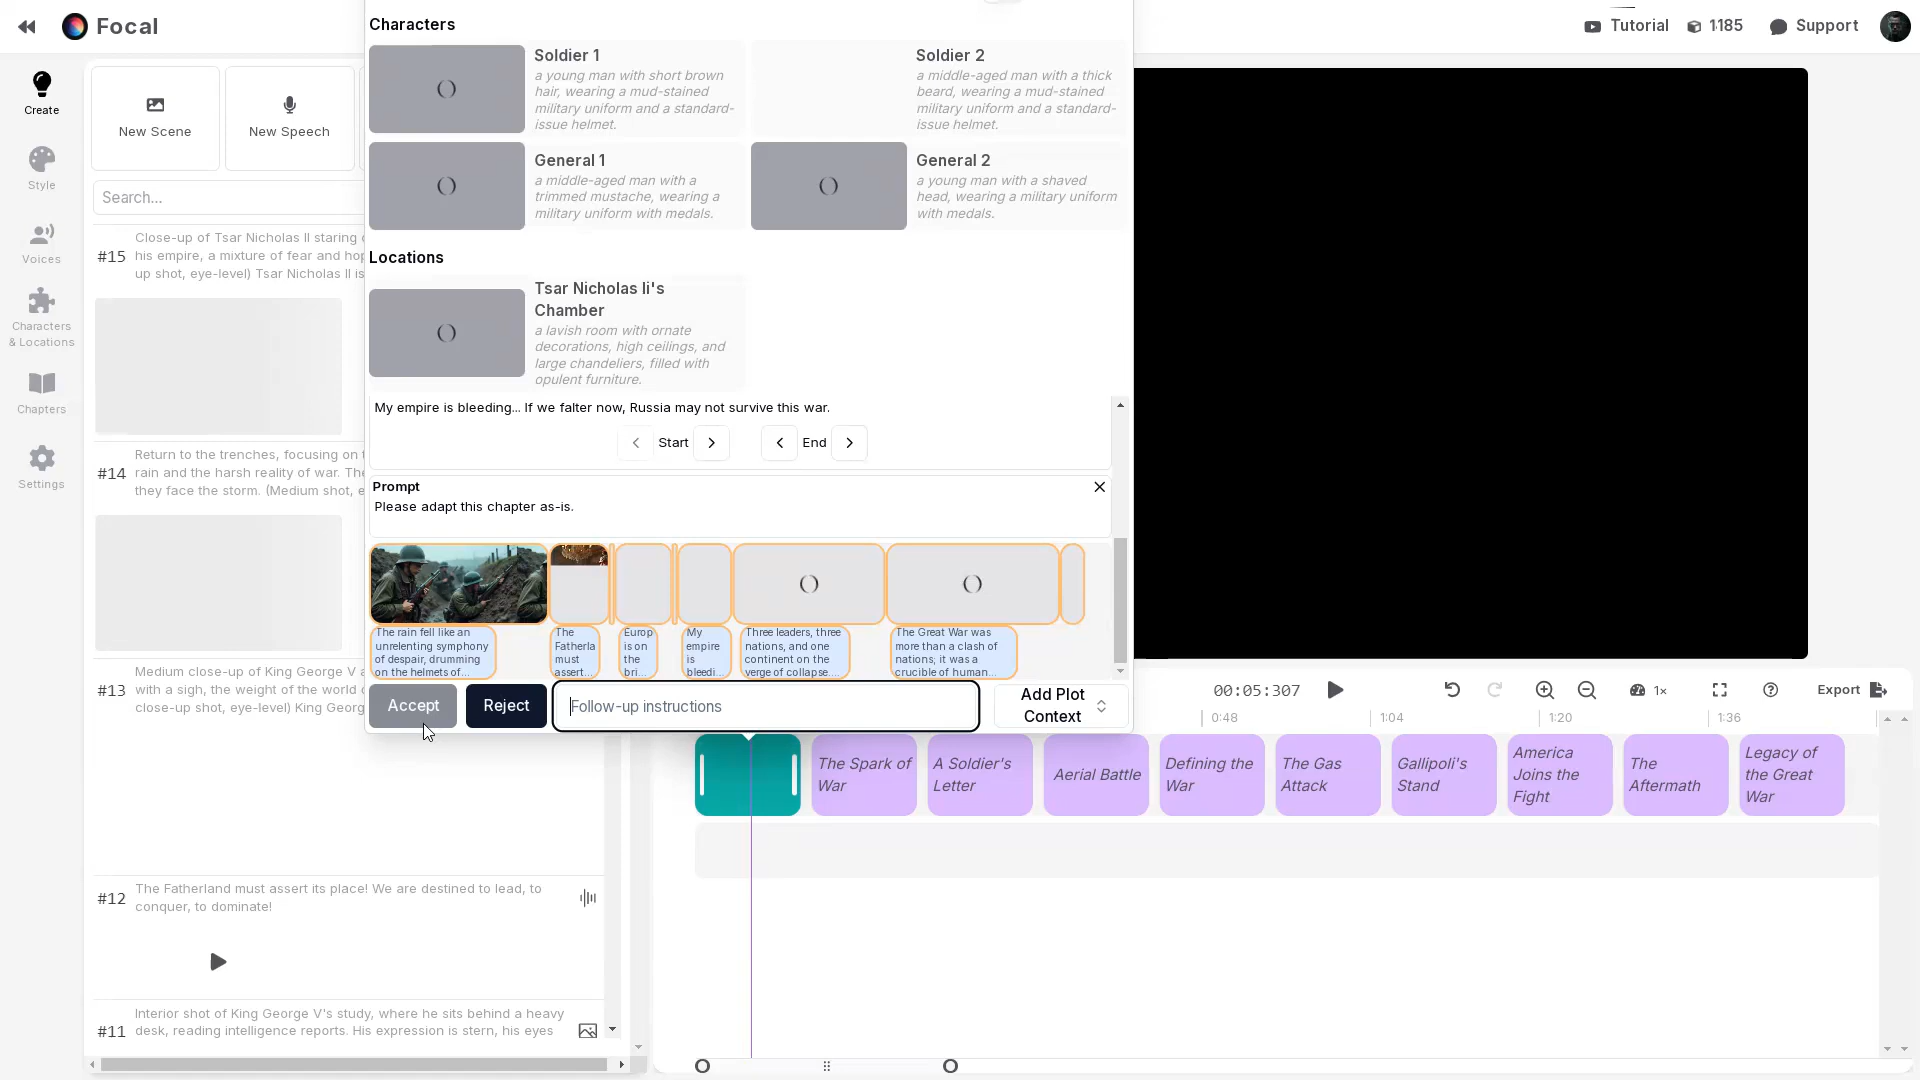 Focal
Tutorial
1185
Support
Create
Style
Voices
Characters
& Locations
Chapters
Settings
New Scene
New Speech
Search...
#15
Close-up of Tsar Nicholas II staring
his empire, a mixture of fear and
up shot, eye-level) Tsar Nicholas II is
#14
Return to the trenches, focusing on
rain and the harsh reality of war.
they face the storm. (Medium shot,
#13
Medium close-up of King George V
with a sigh, the weight of the world
close-up shot, eye-level) King
#12
The Fatherland must assert its place! We are destined to lead, to
conquer, to dominate!
#11
Interior shot of King George V's study, where he sits behind a heavy
desk, reading intelligence reports. His expression is stern, his eyes
Characters
Soldier 1
a young man with short brown
hair, wearing a mud-stained
military uniform and a standard-
issue helmet.
Soldier 2
a middle-aged man with a thick
beard, wearing a mud-stained
military uniform and a standard-
issue helmet.
General 1
a middle-aged man with a
trimmed mustache, wearing a
military uniform with medals.
General 2
a young man with a shaved
head, wearing a military uniform
with medals.
Locations
Tsar Nicholas Ii's
Chamber
a lavish room with ornate
decorations, high ceilings, and
large chandeliers, filled with
opulent furniture.
My empire is bleeding... If we falter now, Russia may not survive this war.
Start
End
Prompt
Please adapt this chapter as-is.
The rain fell like an
unrelenting symphony
of despair, drumming
on the helmets of...
The
Fatherla
must
assert...
Europ
is on
the
bri...
My
empire
is
bleedi...
Three leaders, three
nations, and one
continent on the
verge of collapse....
The Great War was
more than a clash of
nations; it was a
crucible of human...
Accept
Reject
Follow-up instructions
Add Plot
Context
00:05:307
1×
Export
0:48
1:04
1:20
1:36
The Spark of
War
A Soldier's
Letter
Aerial Battle
Defining the
War
The Gas
Attack
Gallipoli's
Stand
America
Joins the
Fight
The
Aftermath
Legacy of
the Great
War